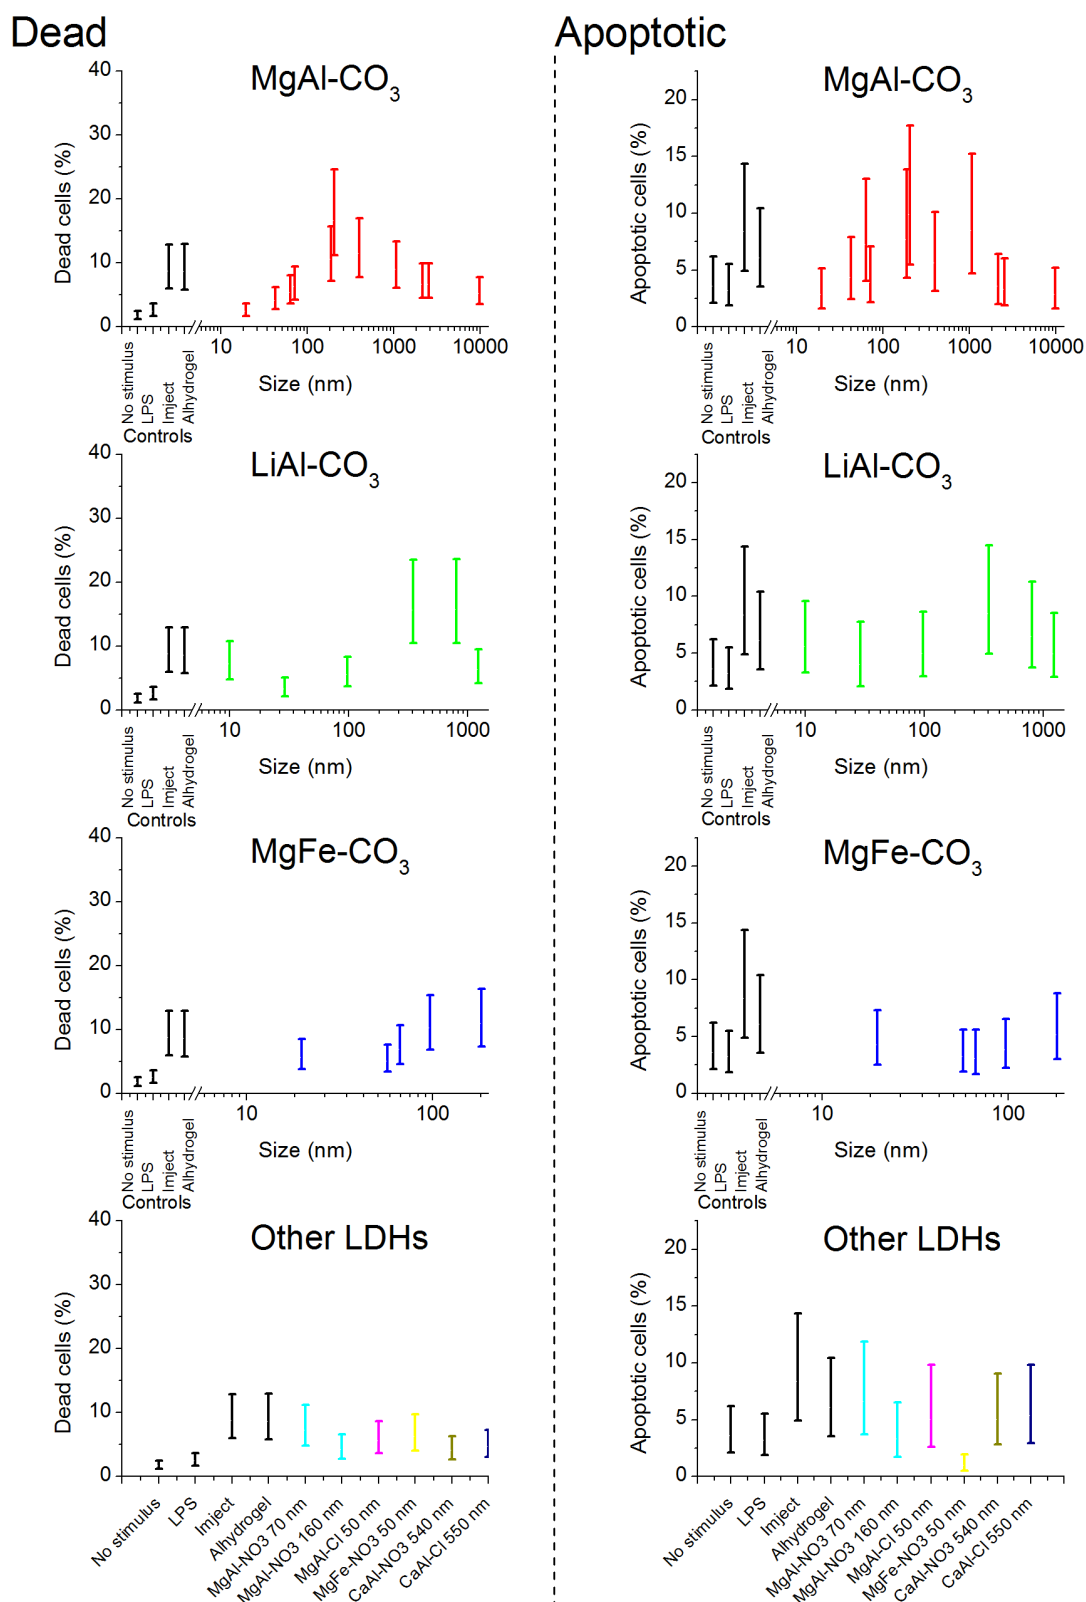 Dead
Apoptotic
MgAl-CO3
Dead cells (%)
40
30
20
10
0
10 100 1000 10000
Size (nm)
No stimulus
LPS
Imject
Alhydrogel
Controls
MgAl-CO3
Apoptotic cells (%)
20
15
10
5
0
10 100 1000 10000
Size (nm)
No stimulus
LPS
Imject
Alhydrogel
Controls
LiAl-CO3
Dead cells (%)
40
30
20
10
0
10 100 1000
Size (nm)
No stimulus
LPS
Imject
Alhydrogel
Controls
LiAl-CO3
Apoptotic cells (%)
20
15
10
5
0
10 100 1000
Size (nm)
No stimulus
LPS
Imject
Alhydrogel
Controls
MgFe-CO3
Dead cells (%)
40
30
20
10
0
10 100
Size (nm)
No stimulus
LPS
Imject
Alhydrogel
Controls
MgFe-CO3
Apoptotic cells (%)
20
15
10
5
0
10 100
Size (nm)
No stimulus
LPS
Imject
Alhydrogel
Controls
Other LDHs
Dead cells (%)
40
30
20
10
0
No stimulus
LPS
Imject
Alhydrogel
MgAl-NO3 70 nm
MgAl-NO3 160 nm
MgAl-Cl 50 nm
MgFe-NO3 50 nm
CaAl-NO3 540 nm
CaAl-Cl 550 nm
Other LDHs
Apoptotic cells (%)
20
15
10
5
0
No stimulus
LPS
Imject
Alhydrogel
MgAl-NO3 70 nm
MgAl-NO3 160 nm
MgAl-Cl 50 nm
MgFe-NO3 50 nm
CaAl-NO3 540 nm
CaAl-Cl 550 nm